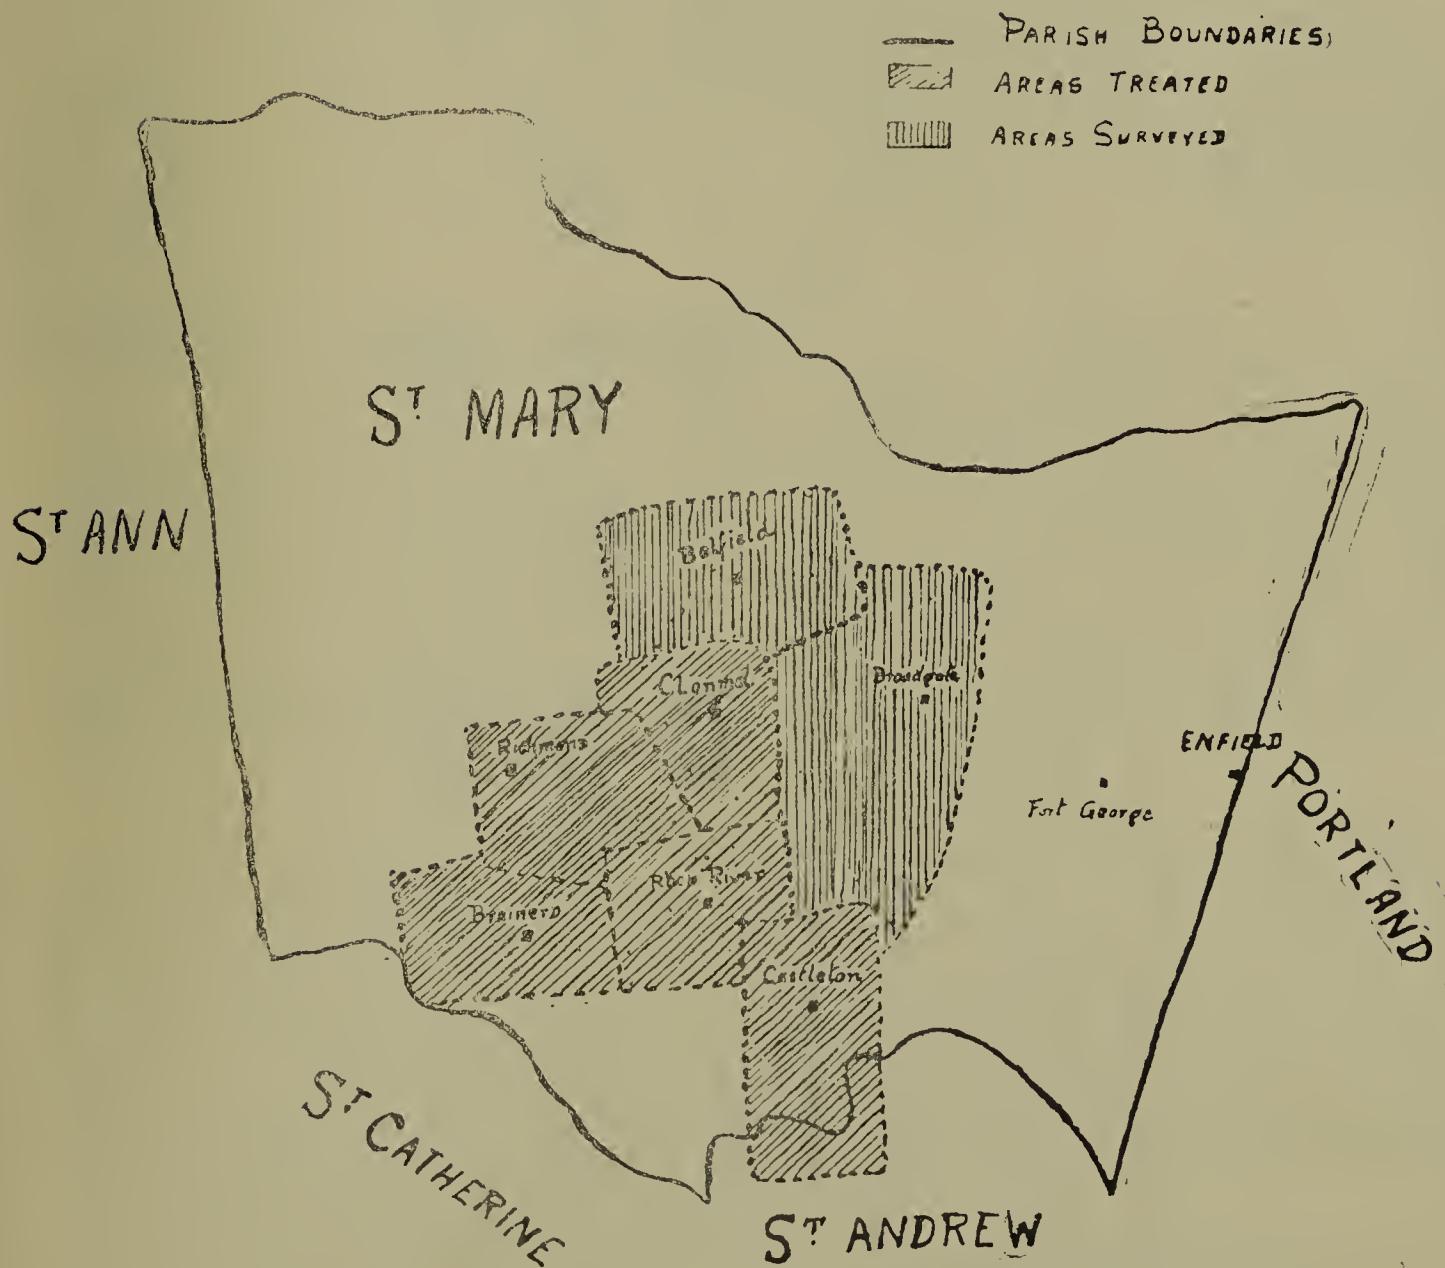 PARISH BOUNDARIES
AREAS TREATED
AREAS SURVEYED
ST MARY
ST ANN
Belfield
Clonmel
Broadgate
Richmond
ENFIELD
PORTLAND
Fort George
Rock River
Brainerd
Castleton
ST CATHERINE
ST ANDREW